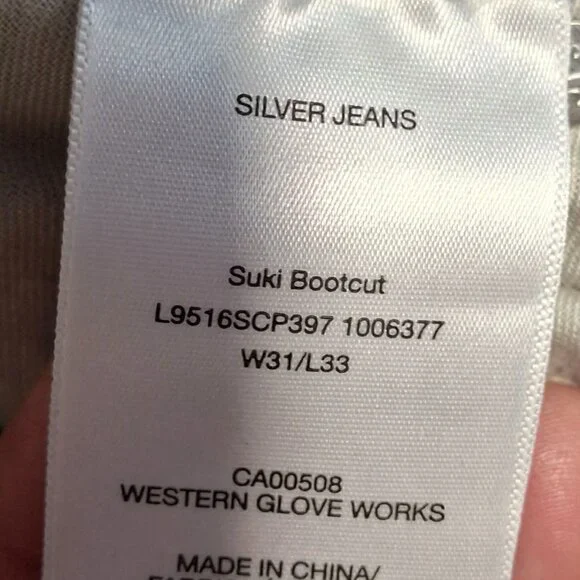 SILVER JEANS
Suki Bootcut
L9516SCP397 1006377
W31/L33
CA00508
WESTERN GLOVE WORKS
MADE IN CHINA/